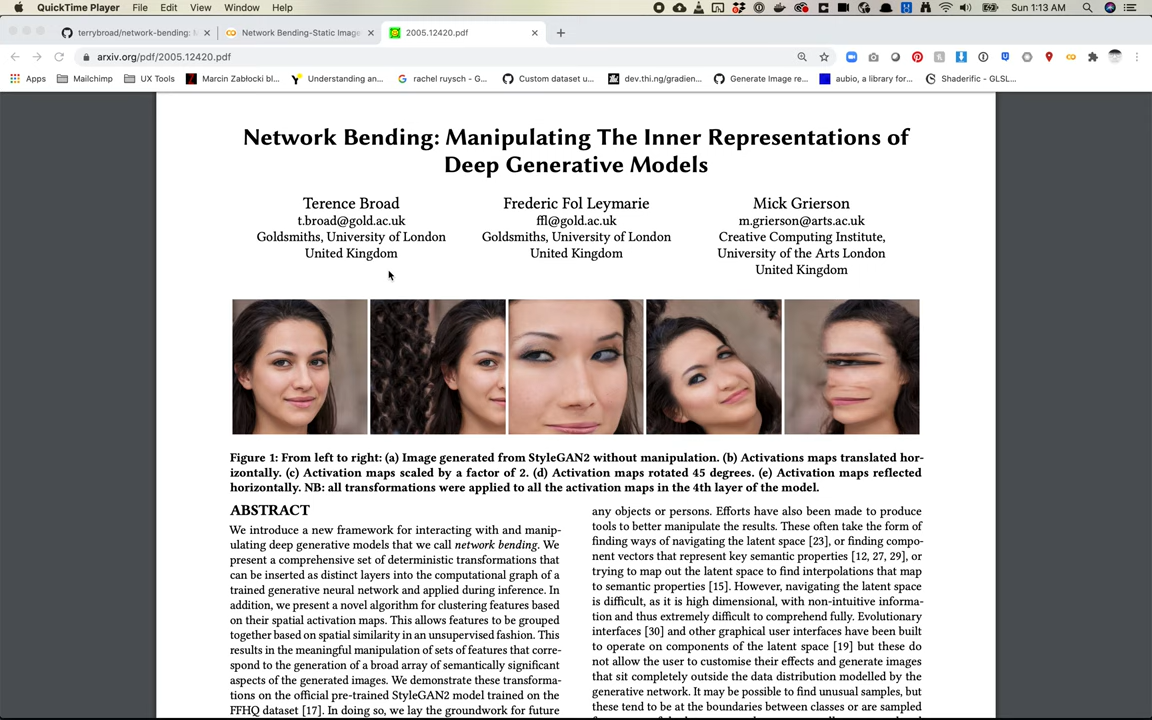 QuickTime Player File Edit View Window Help
Sun 1:13 AM
terrybroad/network-bending:
Network Bending-Static Image
2005.12420.pdf
arxiv.org/pdf/2005.12420.pdf
Apps Mailchimp UX Tools Marcin Zabłocki bl... Understanding an... rachel ruysch - G... Custom dataset u... dev.thi.ng/gradien... Generate Image re... aubio, a library for... Shaderific - GLSL...
Network Bending: Manipulating The Inner Representations of
Deep Generative Models
Terence Broad
t.broad@gold.ac.uk
Goldsmiths, University of London
United Kingdom
Frederic Fol Leymarie
ffl@gold.ac.uk
Goldsmiths, University of London
United Kingdom
Mick Grierson
m.grierson@arts.ac.uk
Creative Computing Institute,
University of the Arts London
United Kingdom
Figure 1: From left to right: (a) Image generated from StyleGAN2 without manipulation. (b) Activations maps translated hor-
izontally. (c) Activation maps scaled by a factor of 2. (d) Activation maps rotated 45 degrees. (e) Activation maps reflected
horizontally. NB: all transformations were applied to all the activation maps in the 4th layer of the model.
ABSTRACT
We introduce a new framework for interacting with and manip-
ulating deep generative models that we call network bending. We
present a comprehensive set of deterministic transformations that
can be inserted as distinct layers into the computational graph of a
trained generative neural network and applied during inference. In
addition, we present a novel algorithm for clustering features based
on their spatial activation maps. This allows features to be grouped
together based on spatial similarity in an unsupervised fashion. This
results in the meaningful manipulation of sets of features that corre-
spond to the generation of a broad array of semantically significant
aspects of the generated images. We demonstrate these transforma-
tions on the official pre-trained StyleGAN2 model trained on the
FFHQ dataset [17]. In doing so, we lay the groundwork for future
any objects or persons. Efforts have also been made to produce
tools to better manipulate the results. These often take the form of
finding ways of navigating the latent space [23], or finding compo-
nent vectors that represent key semantic properties [12, 27, 29], or
trying to map out the latent space to find interpolations that map
to semantic properties [15]. However, navigating the latent space
is difficult, as it is high dimensional, with non-intuitive informa-
tion and thus extremely difficult to comprehend fully. Evolutionary
interfaces [30] and other graphical user interfaces have been built
to operate on components of the latent space [19] but these do
not allow the user to customise their effects and generate images
that sit completely outside the data distribution modelled by the
generative network. It may be possible to find unusual samples, but
these tend to be at the boundaries between classes or are sampled